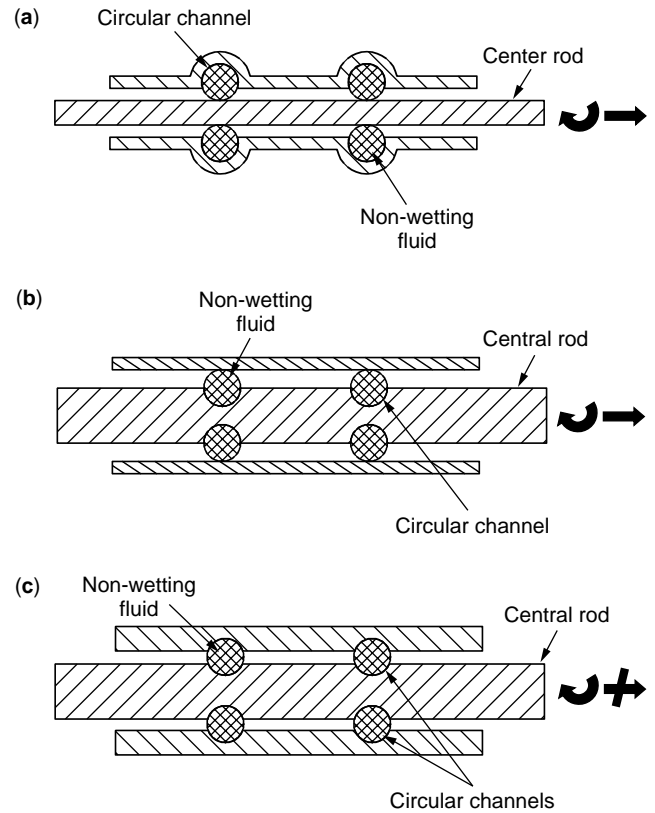 (a)
Circular channel
Center rod
Non-wetting
fluid
(b)
Non-wetting
fluid
Central rod
Circular channel
(c)
Non-wetting
fluid
Central rod
Circular channels